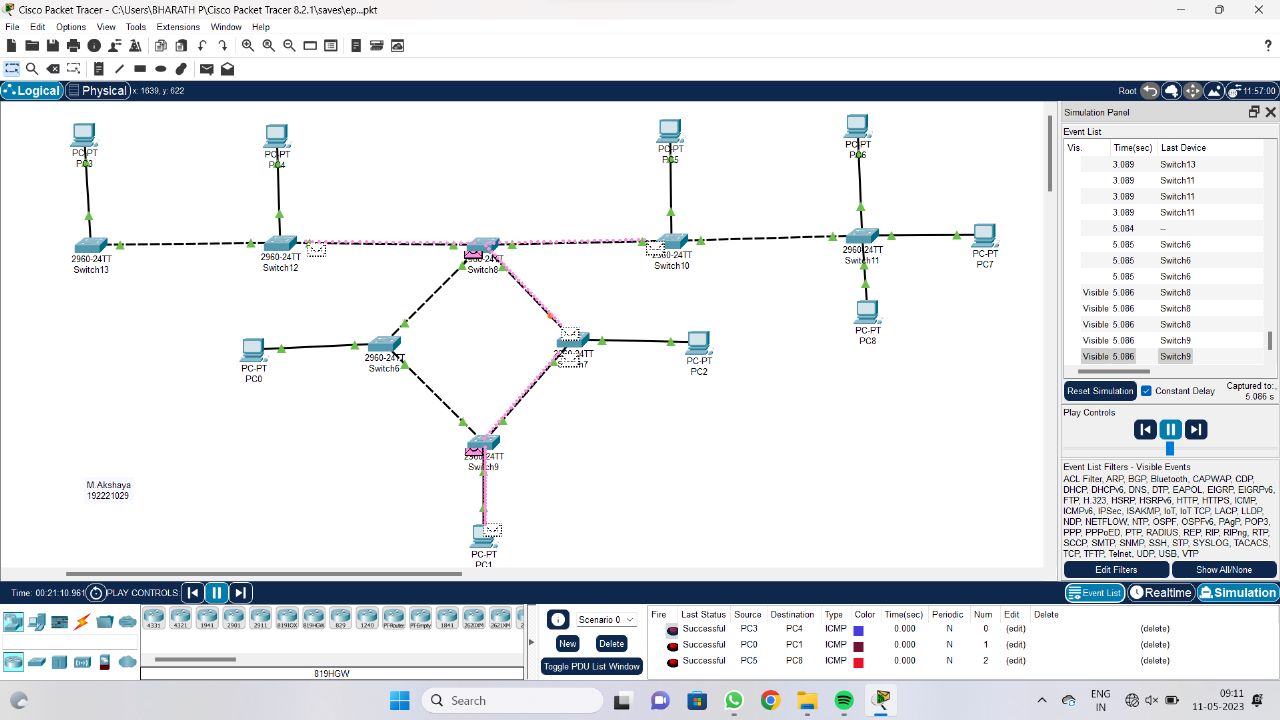 Cisco Packet Tracer - C:\Users\BHARATH P\Cisco Packet Tracer 8.2.1\saves\ep...pkt
File Edit Options View Tools Extensions Window Help
Logical Physical x: 1639, y: 622
Root 11:57:00
PC-PT
PC3
PC-PT
PC4
PC-PT
PC5
PC-PT
PC6
2960-24TT
Switch13
2960-24TT
Switch12
2960-24TT
Switch8
2960-24TT
Switch10
2960-24TT
Switch11
PC-PT
PC7
PC-PT
PC8
PC-PT
PC0
2960-24TT
Switch6
2960-24TT
Switch7
PC-PT
PC2
2960-24TT
Switch9
PC-PT
PC1
M.Akshaya
192221029
Simulation Panel
Event List
Vis. Time(sec) Last Device
3.089 Switch13
3.089 Switch11
3.089 Switch11
3.089 Switch11
5.084 --
5.085 Switch6
5.085 Switch6
5.085 Switch6
Visible 5.086 Switch8
Visible 5.086 Switch8
Visible 5.086 Switch8
Visible 5.086 Switch9
Visible 5.086 Switch9
Reset Simulation Constant Delay Captured to:
5.086 s
Play Controls
Event List Filters - Visible Events
ACL Filter, ARP, BGP, Bluetooth, CAPWAP, CDP,
DHCP, DHCPv6, DNS, DTP, EAPOL, EIGRP, EIGRPv6,
FTP, H.323, HSRP, HSRPv6, HTTP, HTTPS, ICMP,
ICMPv6, IPSec, ISAKMP, IoT, IoT TCP, LACP, LLDP,
NDP, NETFLOW, NTP, OSPF, OSPFv6, PAgP, POP3,
PPP, PPPoED, PTP, RADIUS, REP, RIP, RIPng, RTP,
SCCP, SMTP, SNMP, SSH, STP, SYSLOG, TACACS,
TCP, TFTP, Telnet, UDP, USB, VTP
Edit Filters Show All/None
Time: 00:21:10.961 PLAY CONTROLS:
Event List Realtime Simulation
4331 4321 1941 2901 2911 819IOX 819HGW 829 1240 PT-Router PT-Empty 1841 2620XM 2621XM
819HGW
Scenario 0
New Delete
Toggle PDU List Window
Fire Last Status Source Destination Type Color Time(sec) Periodic Num Edit Delete
Successful PC3 PC4 ICMP 0.000 N 0 (edit) (delete)
Successful PC0 PC1 ICMP 0.000 N 1 (edit) (delete)
Successful PC5 PC8 ICMP 0.000 N 2 (edit) (delete)
Search
ENG
IN
09:11
11-05-2023